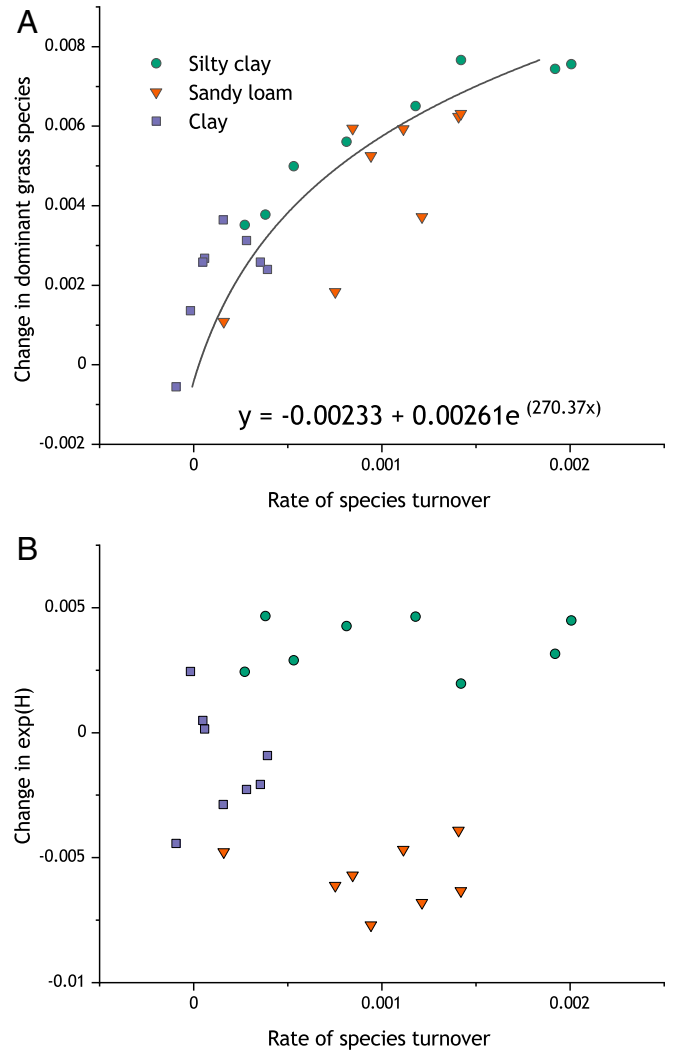 A
0.008
Silty clay
Sandy loam
0.006
Clay
0.004
0.002
0
-0.002
Change in dominant grass species
y = -0.00233 + 0.00261e (270.37x)
0 0.001 0.002
Rate of species turnover
B
0.005
0
-0.005
-0.01
Change in exp(H)
0 0.001 0.002
Rate of species turnover